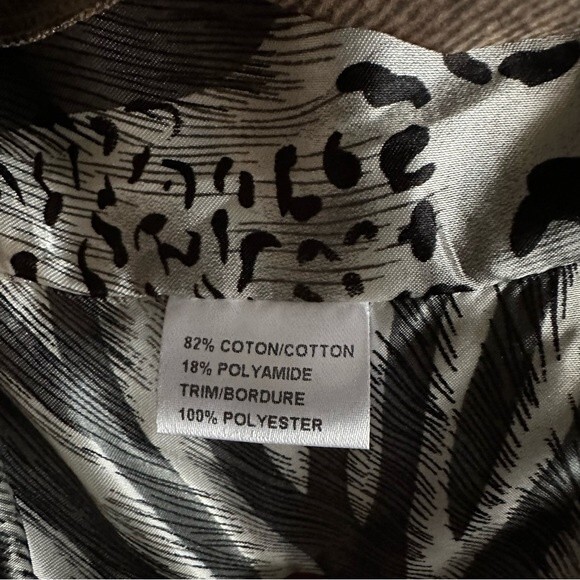 82% COTON/COTTON
18% POLYAMIDE
TRIM/BORDURE
100% POLYESTER